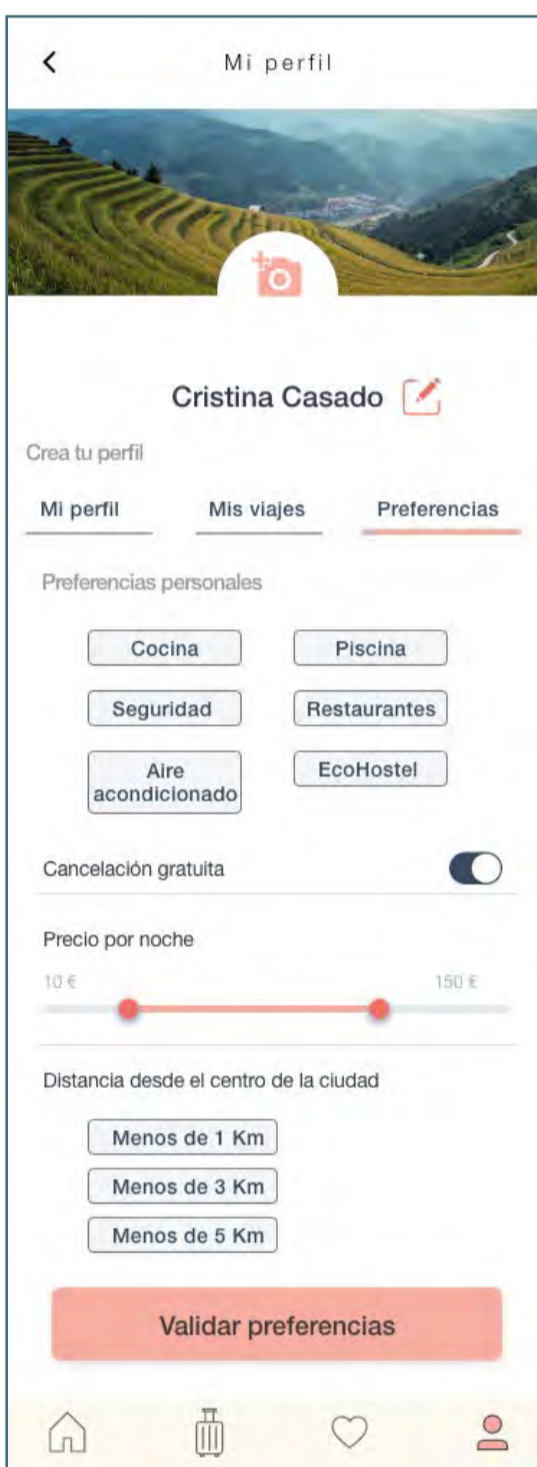 Mi perfil
Cristina Casado
Crea tu perfil
Mi perfil Mis viajes Preferencias
Preferencias personales
Cocina Piscina
Seguridad Restaurantes
Aire
acondicionado
EcoHostel
Cancelación gratuita
Precio por noche
10 € 150 €
Distancia desde el centro de la ciudad
Menos de 1 Km
Menos de 3 Km
Menos de 5 Km
Validar preferencias